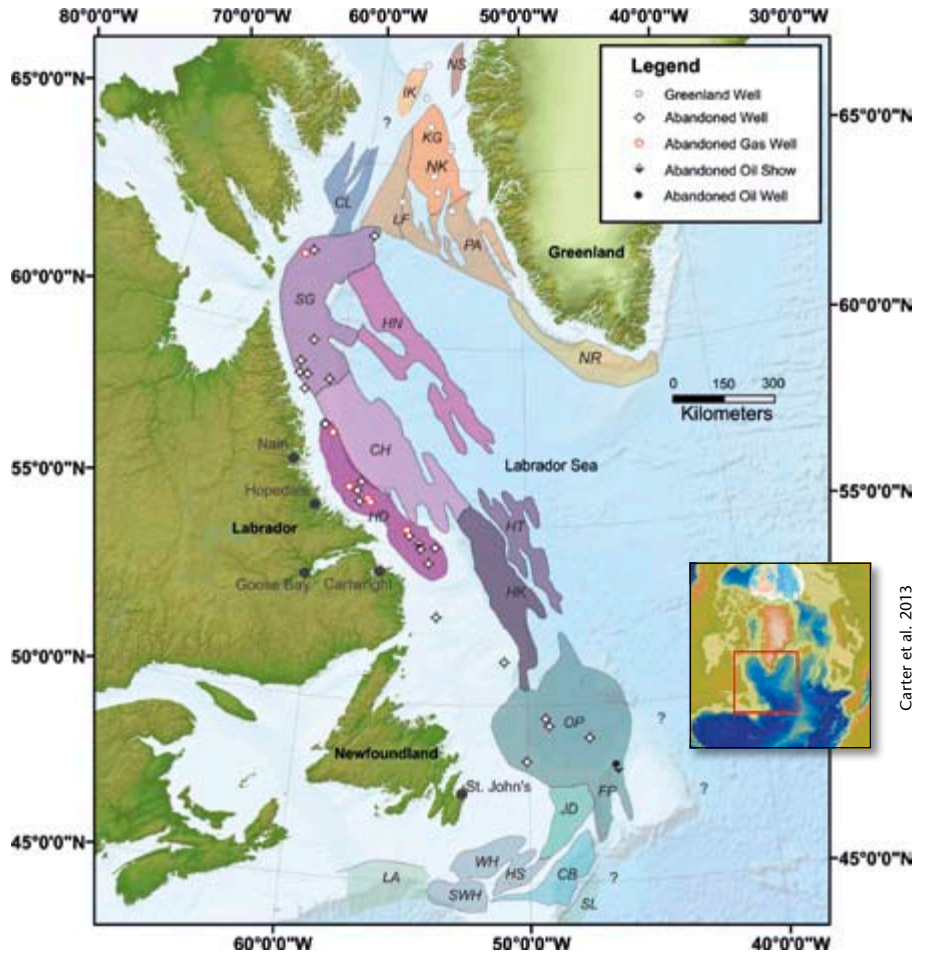 80°0'0"W 70°0'0"W 60°0'0"W 50°0'0"W 40°0'0"W 30°0'0"W
65°0'0"N
65°0'0"N
60°0'0"N
60°0'0"N
55°0'0"N
55°0'0"N
50°0'0"N
45°0'0"N
45°0'0"N
Legend
Greenland Well
Abandoned Well
Abandoned Gas Well
Abandoned Oil Show
Abandoned Oil Well
NS
IK
?
KG
NK
CL
LF
PA
Greenland
SG
HN
NR
0 150 300
Kilometers
CH
Labrador Sea
Nain
Hopedale
HD
Labrador
HT
Goose Bay
Cartwright
HK
OP
?
Newfoundland
St. John's
FP
?
JD
WH
HS
CB
?
LA
SWH
SL
60°0'0"W 50°0'0"W 40°0'0"W
Carter et al. 2013